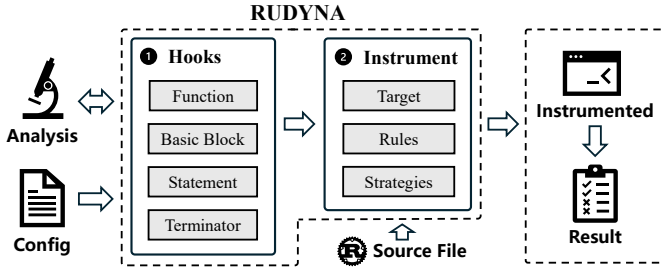 RUDYNA
❶ Hooks
Function
Basic Block
Statement
Terminator
❷ Instrument
Target
Rules
Strategies
Analysis
Config
R Source File
Instrumented
Result